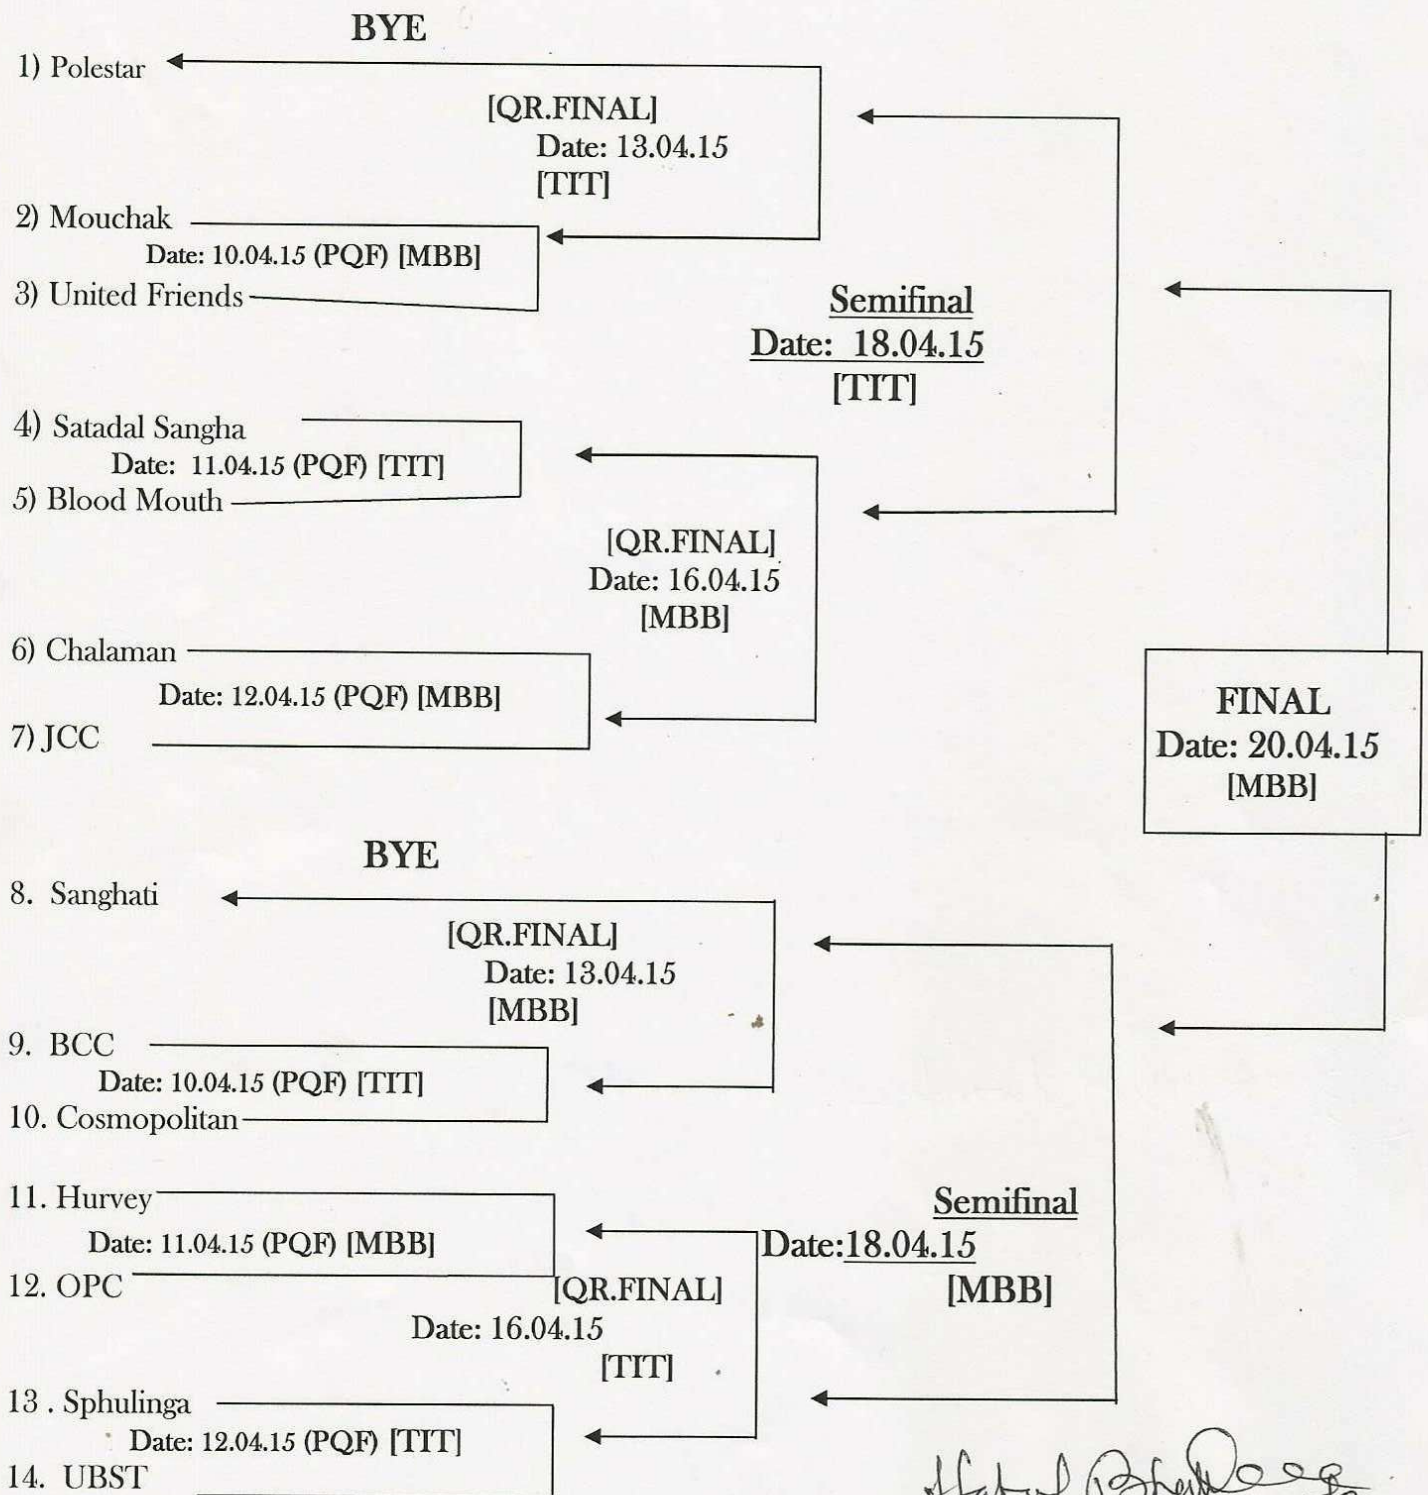 BYE
1) Polestar
[QR.FINAL]
Date: 13.04.15
[TIT]
2) Mouchak
Date: 10.04.15 (PQF) [MBB]
3) United Friends
Semifinal
Date: 18.04.15
[TIT]
4) Satadal Sangha
Date: 11.04.15 (PQF) [TIT]
5) Blood Mouth
[QR.FINAL]
Date: 16.04.15
[MBB]
6) Chalaman
Date: 12.04.15 (PQF) [MBB]
7) JCC
FINAL
Date: 20.04.15
[MBB]
BYE
8. Sanghati
[QR.FINAL]
Date: 13.04.15
[MBB]
9. BCC
Date: 10.04.15 (PQF) [TIT]
10. Cosmopolitan
11. Hurvey
Date: 11.04.15 (PQF) [MBB]
12. OPC
[QR.FINAL]
Date: 16.04.15
[TIT]
Semifinal
Date:18.04.15
[MBB]
13 . Sphulinga
Date: 12.04.15 (PQF) [TIT]
14. UBST